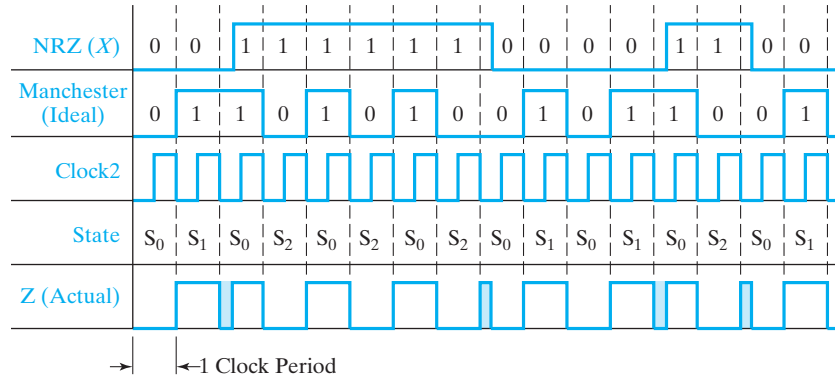 NRZ (X) 0 0 1 1 1 1 1 1 0 0 0 0 1 1 0 0
Manchester
(Ideal) 0 1 1 0 1 0 1 0 0 1 0 1 1 0 0 1
Clock2
State S0 S1 S0 S2 S0 S2 S0 S2 S0 S1 S0 S1 S0 S2 S0 S1
Z (Actual)
1 Clock Period